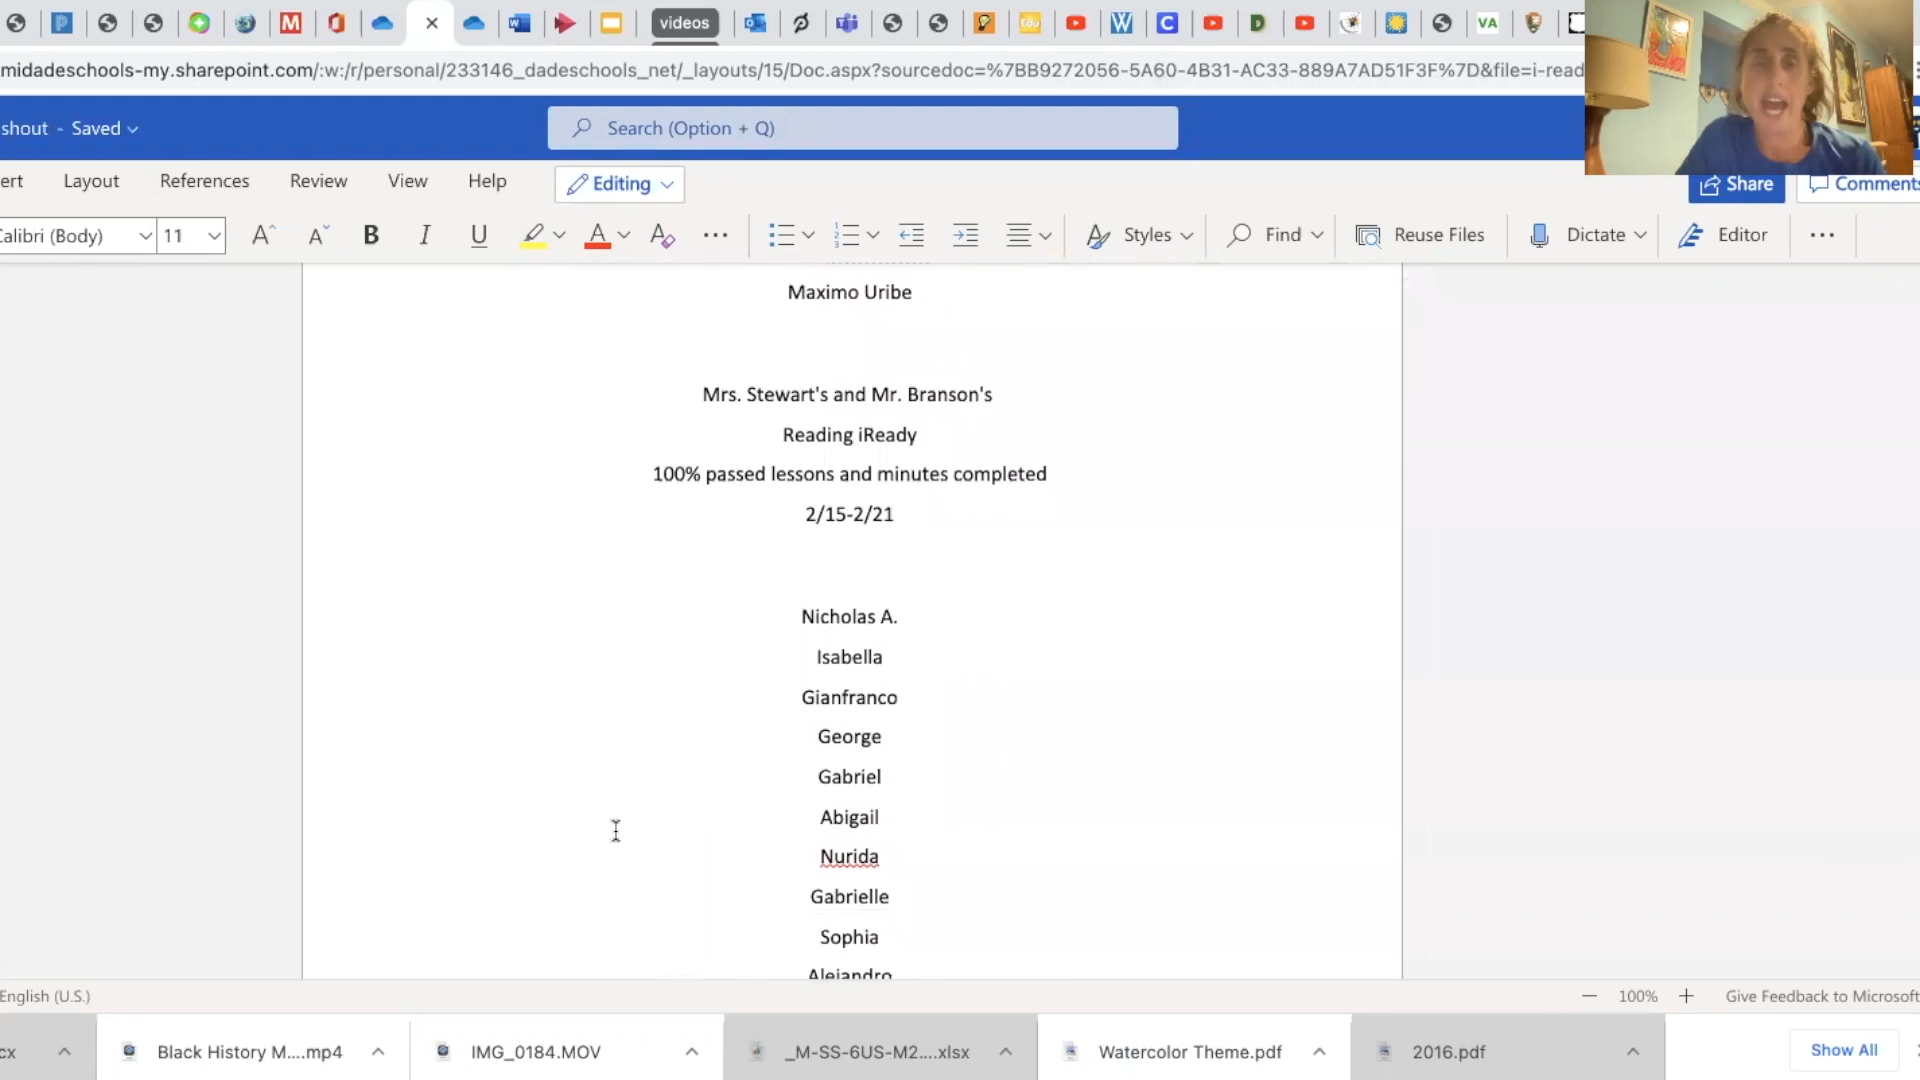 videos
midadeschools-my.sharepoint.com/:w:/r/personal/233146_dadeschools_net/_layouts/15/Doc.aspx?sourcedoc=%7BB9272056-5A60-4B31-AC33-889A7AD51F3F%7D&file=i-read
shout - Saved
Search (Option + Q)
ert Layout References Review View Help Editing Share Comments
Calibri (Body) 11 B I U A Styles Find Reuse Files Dictate Editor
Maximo Uribe
Mrs. Stewart's and Mr. Branson's
Reading iReady
100% passed lessons and minutes completed
2/15-2/21
Nicholas A.
Isabella
Gianfranco
George
Gabriel
Abigail
Nurida
Gabrielle
Sophia
Alejandro
English (U.S.) 100% Give Feedback to Microsoft
cx Black History M....mp4 IMG_0184.MOV _M-SS-6US-M2....xlsx Watercolor Theme.pdf 2016.pdf Show All